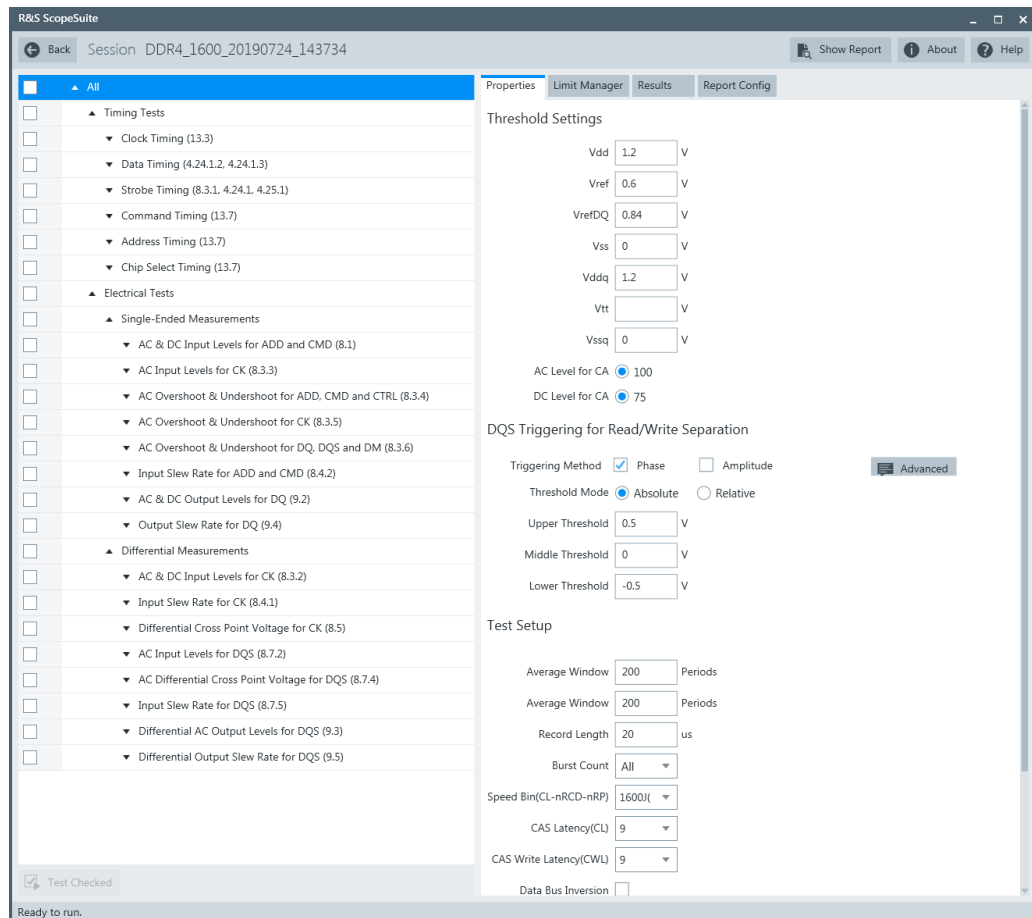 R&S ScopeSuite
Back Session DDR4_1600_20190724_143734 Show Report About Help
All
Timing Tests
Clock Timing (13.3)
Data Timing (4.24.1.2, 4.24.1.3)
Strobe Timing (8.3.1, 4.24.1, 4.25.1)
Command Timing (13.7)
Address Timing (13.7)
Chip Select Timing (13.7)
Electrical Tests
Single-Ended Measurements
AC & DC Input Levels for ADD and CMD (8.1)
AC Input Levels for CK (8.3.3)
AC Overshoot & Undershoot for ADD, CMD and CTRL (8.3.4)
AC Overshoot & Undershoot for CK (8.3.5)
AC Overshoot & Undershoot for DQ, DQS and DM (8.3.6)
Input Slew Rate for ADD and CMD (8.4.2)
AC & DC Output Levels for DQ (9.2)
Output Slew Rate for DQ (9.4)
Differential Measurements
AC & DC Input Levels for CK (8.3.2)
Input Slew Rate for CK (8.4.1)
Differential Cross Point Voltage for CK (8.5)
AC Input Levels for DQS (8.7.2)
AC Differential Cross Point Voltage for DQS (8.7.4)
Input Slew Rate for DQS (8.7.5)
Differential AC Output Levels for DQS (9.3)
Differential Output Slew Rate for DQS (9.5)
Test Checked
Properties Limit Manager Results Report Config
Threshold Settings
Vdd 1.2 V
Vref 0.6 V
VrefDQ 0.84 V
Vss 0 V
Vddq 1.2 V
Vtt V
Vssq 0 V
AC Level for CA 100
DC Level for CA 75
DQS Triggering for Read/Write Separation
Triggering Method Phase Amplitude Advanced
Threshold Mode Absolute Relative
Upper Threshold 0.5 V
Middle Threshold 0 V
Lower Threshold -0.5 V
Test Setup
Average Window 200 Periods
Average Window 200 Periods
Record Length 20 us
Burst Count All
Speed Bin(CL-nRCD-nRP) 1600J(
CAS Latency(CL) 9
CAS Write Latency(CWL) 9
Data Bus Inversion
Ready to run.